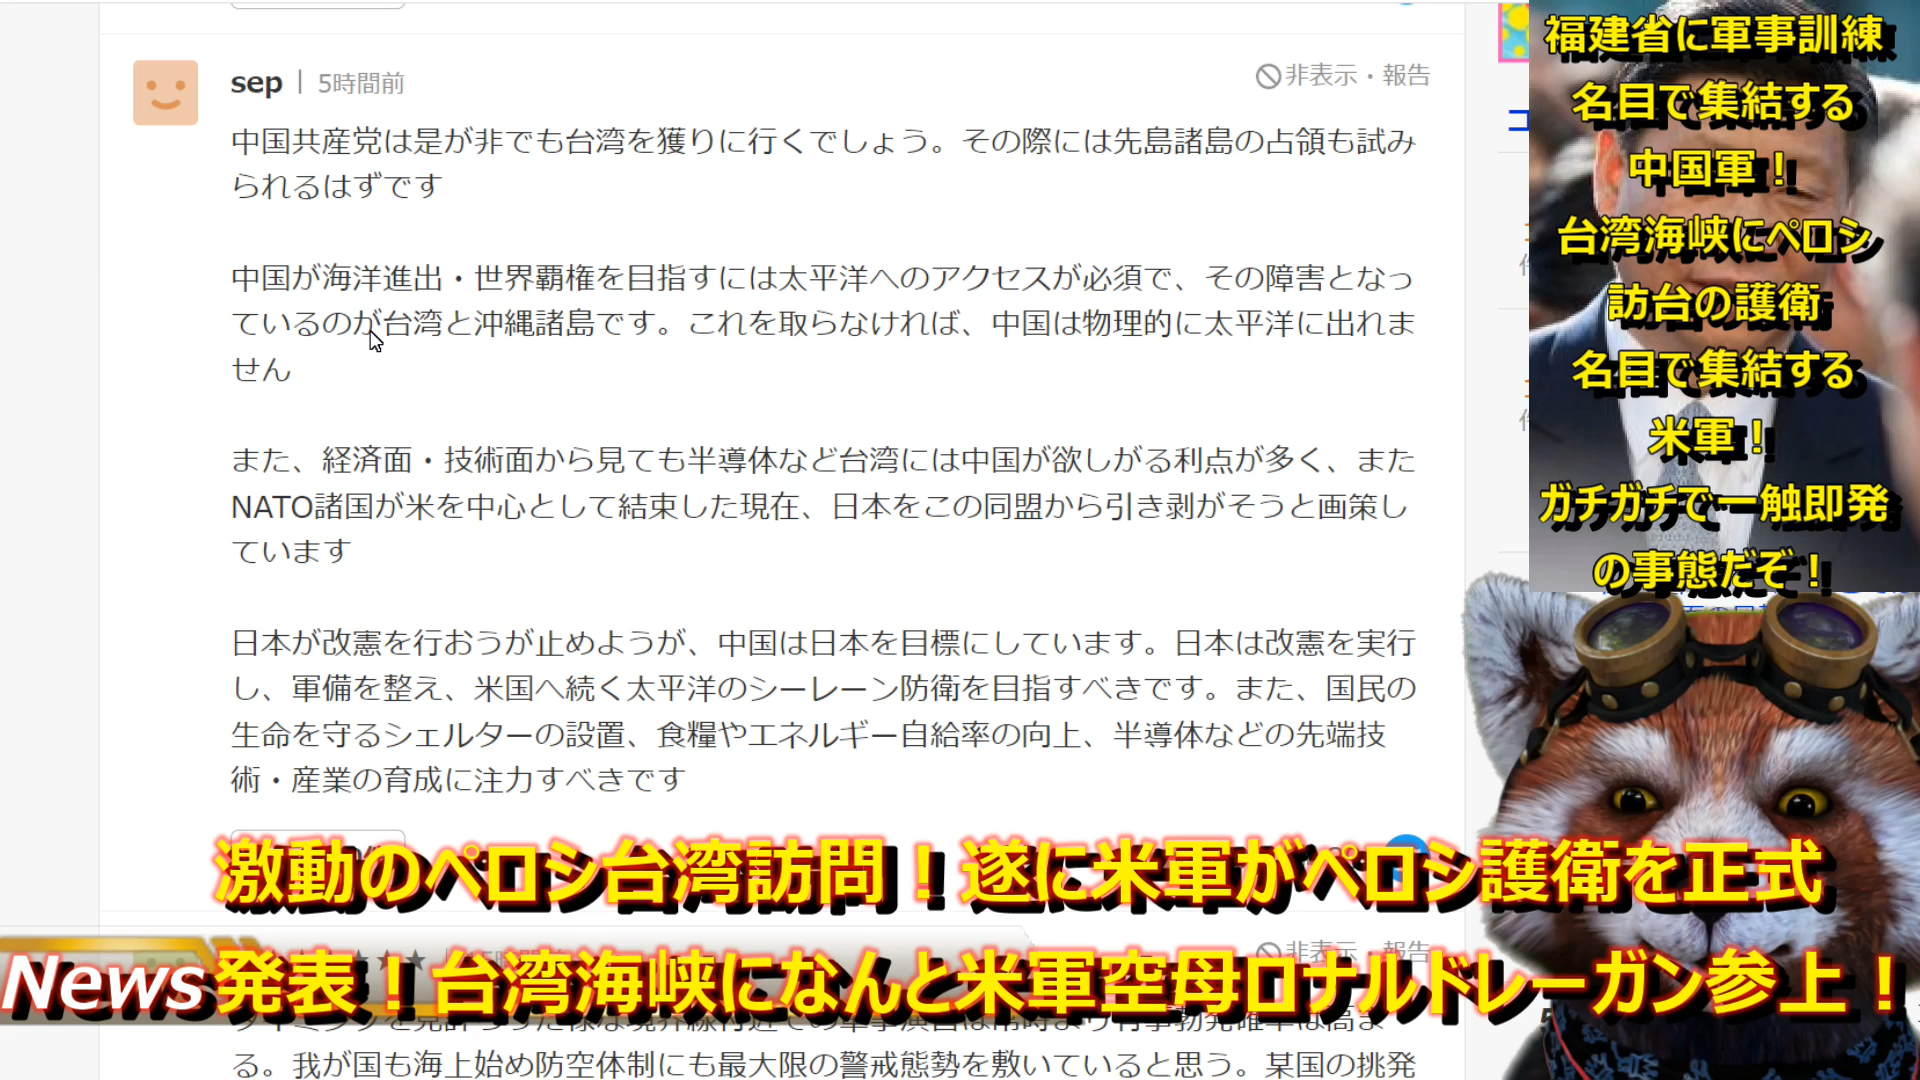 sep | 5時間前
非表示・報告
中国共産党は是が非でも台湾を獲りに行くでしょう。その際には先島諸島の占領も試み
られるはずです
中国が海洋進出・世界覇権を目指すには太平洋へのアクセスが必須で、その障害となっ
ているのが台湾と沖縄諸島です。これを取らなければ、中国は物理的に太平洋に出れま
せん
また、経済面・技術面から見ても半導体など台湾には中国が欲しがる利点が多く、また
NATO諸国が米を中心として結束した現在、日本をこの同盟から引き剥がそうと画策し
ています
日本が改憲を行おうが止めようが、中国は日本を目標にしています。日本は改憲を実行
し、軍備を整え、米国へ続く太平洋のシーレーン防衛を目指すべきです。また、国民の
生命を守るシェルターの設置、食糧やエネルギー自給率の向上、半導体などの先端技
術・産業の育成に注力すべきです
福建省に軍事訓練
名目で集結する
中国軍！
台湾海峡にペロシ
訪台の護衛
名目で集結する
米軍！
ガチガチで一触即発
の事態だぞ！
激動のペロシ台湾訪問！遂に米軍がペロシ護衛を正式
News
発表！台湾海峡になんと米軍空母ロナルドレーガン参上！
非表示・報告
る。我が国も海上始め防空体制にも最大限の警戒態勢を敷いていると思う。某国の挑発